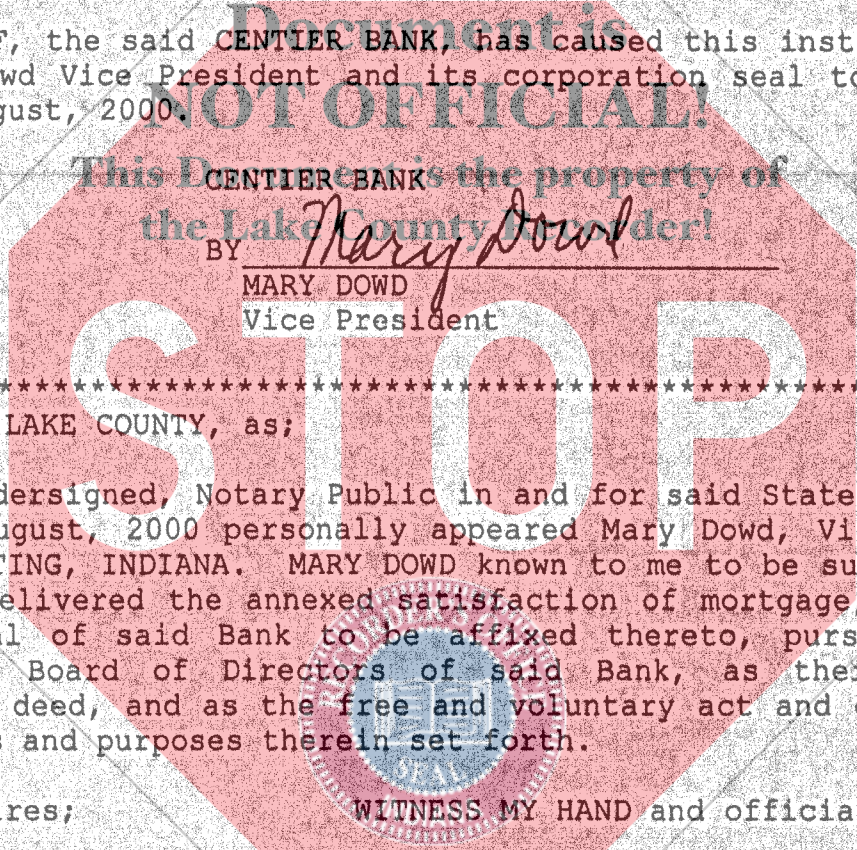 Document is
F, the said CENTIER BANK, has caused this inst
wd Vice President and its corporation seal to
gust, 2000.
NOT OFFICIAL!
This Document is the property of
CENTIER BANK
the Lake County Recorder!
BY Mary Dowd
MARY DOWD
Vice President
STOP
*********************************************
LAKE COUNTY, as;
dersigned, Notary Public in and for said State
ugust, 2000 personally appeared Mary Dowd, Vi
TING, INDIANA. MARY DOWD known to me to be su
elivered the annexed satisfaction of mortgage
l of said Bank to be affixed thereto, purs
Board of Directors of said Bank, as thei
deed, and as the free and voluntary act and
s and purposes therein set forth.
RECORDER'S OFFICE
SEAL
res; WITNESS MY HAND and officia